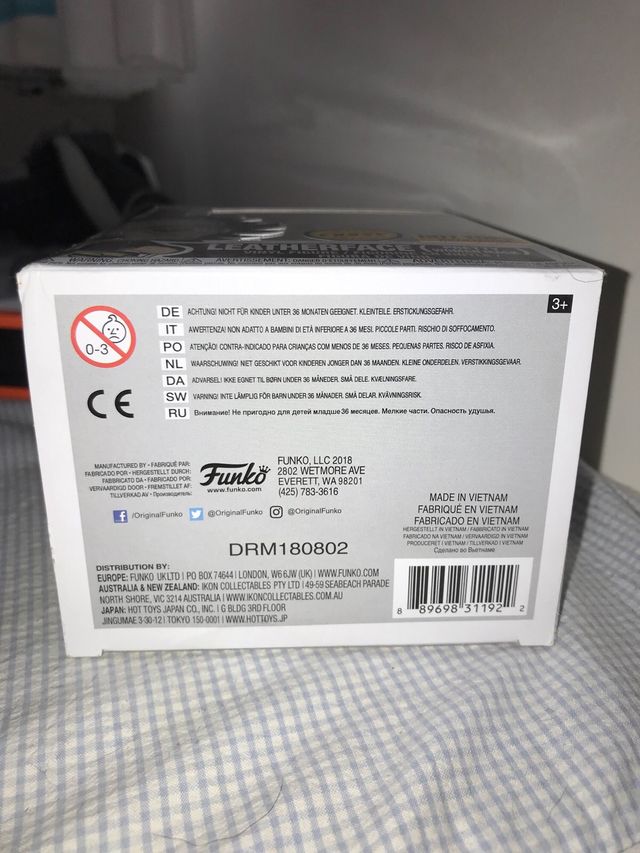 LEATHERFACE
WARNING: CHOKING HAZARD
AVERTISSEMENT:
3+
0-3
DE ACHTUNG! NICHT FÜR KINDER UNTER 36 MONATEN GEEIGNET. KLEINTEILE. ERSTICKUNGSGEFAHR.
IT AWERTENZA! NON ADATTO A BAMBINI DI ETÀ INFERIORE A 36 MESI. PICCOLE PARTI. RISCHIO DI SOFFOCAMENTO.
PO ATENÇÃO! CONTRA-INDICADO PARA CRIANÇAS COM MENOS DE 36 MESES. PEQUENAS PARTES. RISCO DE ASFIXIA.
NL WAARSCHUWING! NIET GESCHIKT VOOR KINDEREN JONGER DAN 36 MAANDEN. KLEINE ONDERDELEN. VERSTIKKINGSGEVAAR.
DA ADVARSEL! IKKE EGNET TIL BØRN UNDER 36 MÅNEDER. SMÅ DELE. KVÆLNINGSFARE.
SW VARNING! INTE LÄMPLIG FÖR BARN UNDER 36 MÅNADER. SMÅ DELAR. KVÄVNINGSRISK.
RU Внимание! Не пригодно для детей младше 36 месяцев. Мелкие части. Опасность удушья.
CE
MANUFACTURED BY • FABRIQUÉ PAR:
FABRICADO POR • HERGESTELLT DURCH:
FABBRICATO DA • FABRICADO POR:
VERVAARDIGD DOOR • FREMSTILLET AF:
TILLVERKAD AV • Производитель:
Funko
www.funko.com
FUNKO, LLC 2018
2802 WETMORE AVE
EVERETT, WA 98201
(425) 783-3616
/OriginalFunko @OriginalFunko @OriginalFunko
MADE IN VIETNAM
FABRIQUÉ EN VIETNAM
FABRICADO EN VIETNAM
HERGESTELLT IN VIETNAM / FABBRICATO IN VIETNAM
FABRICADO NA VIETNAM / VERVAARDIGD IN VIETNAM
PRODUCERET I VIETNAM / TILLVERKAD I VIETNAM
Сделано во Вьетнаме
DRM180802
DISTRIBUTION BY:
EUROPE: FUNKO UK LTD | PO BOX 74644 | LONDON, W6 6JW (UK) | WWW.FUNKO.COM
AUSTRALIA & NEW ZEALAND: IKON COLLECTABLES PTY LTD | 49-59 SEABEACH PARADE
NORTH SHORE, VIC 3214 AUSTRALIA | WWW.IKONCOLLECTABLES.COM.AU
JAPAN: HOT TOYS JAPAN CO., INC. | G BLDG 3RD FLOOR
JINGUMAE 3-30-12 | TOKYO 150-0001 | WWW.HOTTOYS.JP
8 89698 31192 2